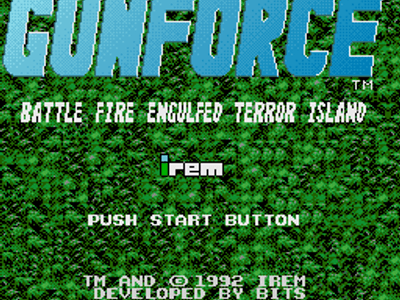 GUNFORCE
TM
BATTLE FIRE ENGULFED TERROR ISLAND
irem
PUSH START BUTTON
TM AND © 1992 IREM
DEVELOPED BY BITS